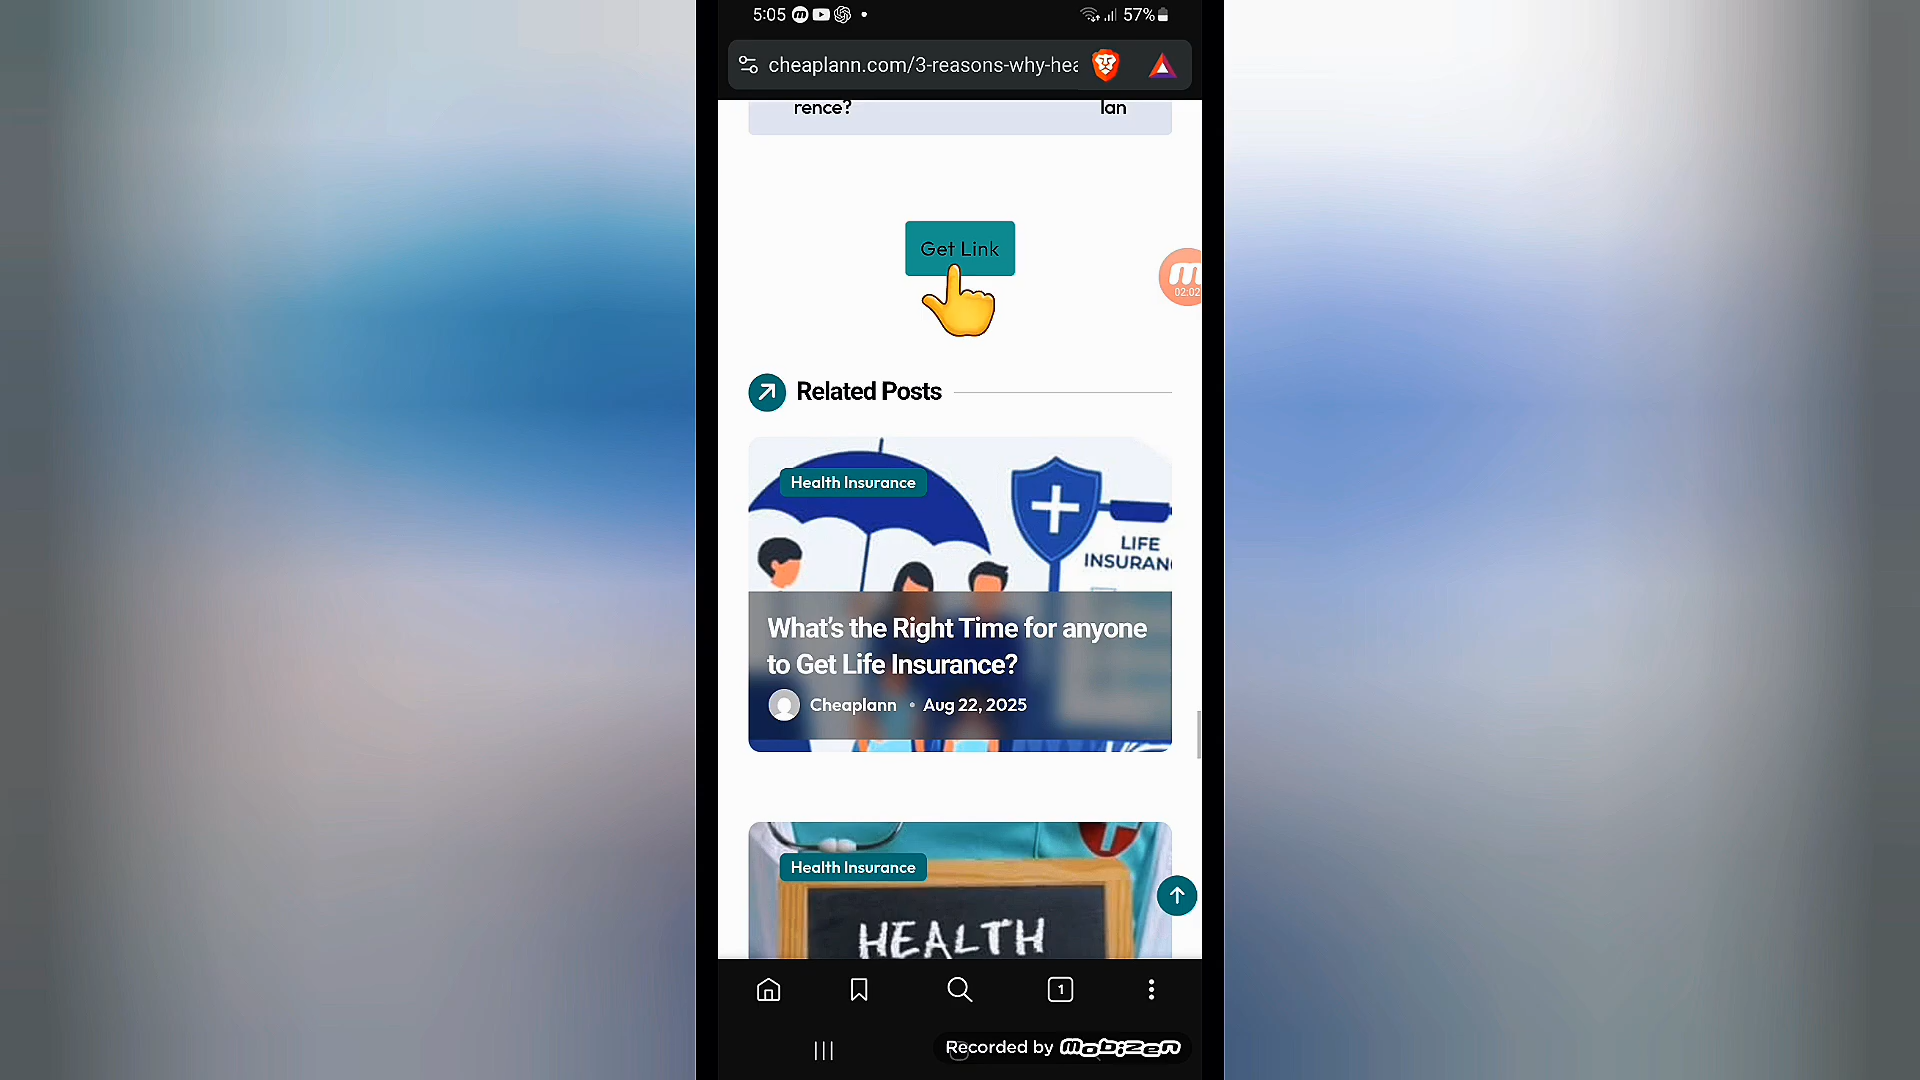 5:05
57%
cheaplann.com/3-reasons-why-hea
rence?
lan
Get Link
02:02
Related Posts
Health Insurance
LIFE
INSURAN
What's the Right Time for anyone
to Get Life Insurance?
Cheaplann • Aug 22, 2025
Health Insurance
HEALTH
1
Recorded by mobizen